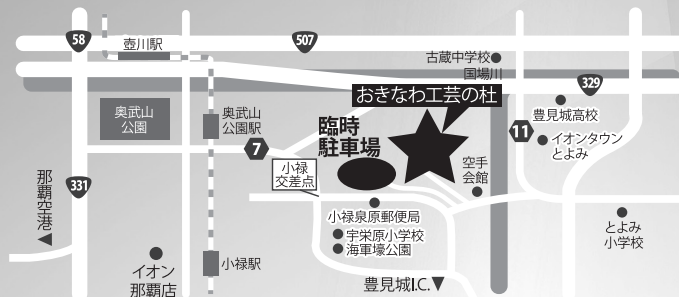 58
壺川駅
507
古蔵中学校
国場川
329
おきなわ工芸の杜
奥武山
公園
奥武山
公園駅
臨時
駐車場
豊見城高校
11
イオンタウン
とよみ
7
小禄
交差点
空手
会館
331
那覇空港
小禄泉原郵便局
宇栄原小学校
海軍壕公園
とよみ
小学校
イオン
那覇店
小禄駅
豊見城I.C.